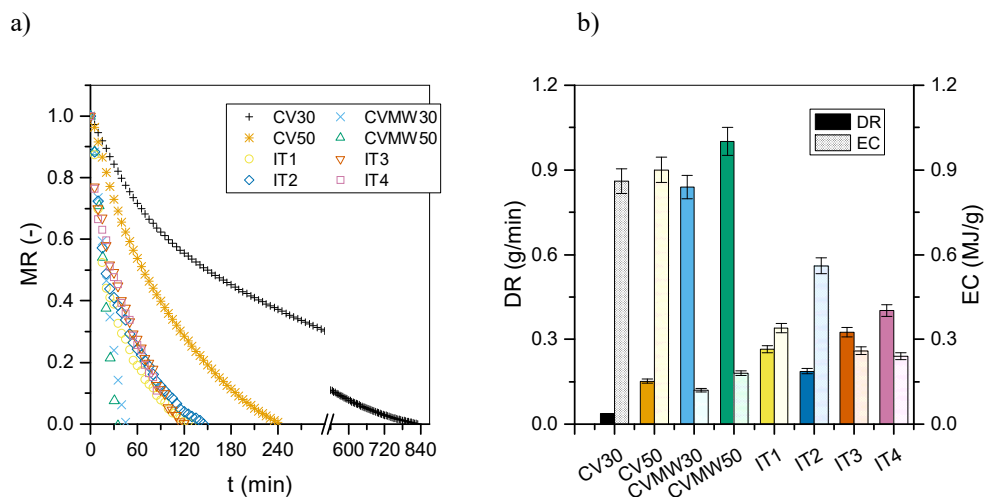 a)
b)
MR (-)
1.0
0.8
0.6
0.4
0.2
0.0
0 60 120 180 240 600 720 840
t (min)
CV30 CVMW30
CV50 CVMW50
IT1 IT3
IT2 IT4
DR (g/min)
1.2
0.9
0.6
0.3
0.0
DR
EC
1.2
0.9
0.6
0.3
0.0
EC (MJ/g)
CV30 CV50 CVMW30 CVMW50 IT1 IT2 IT3 IT4